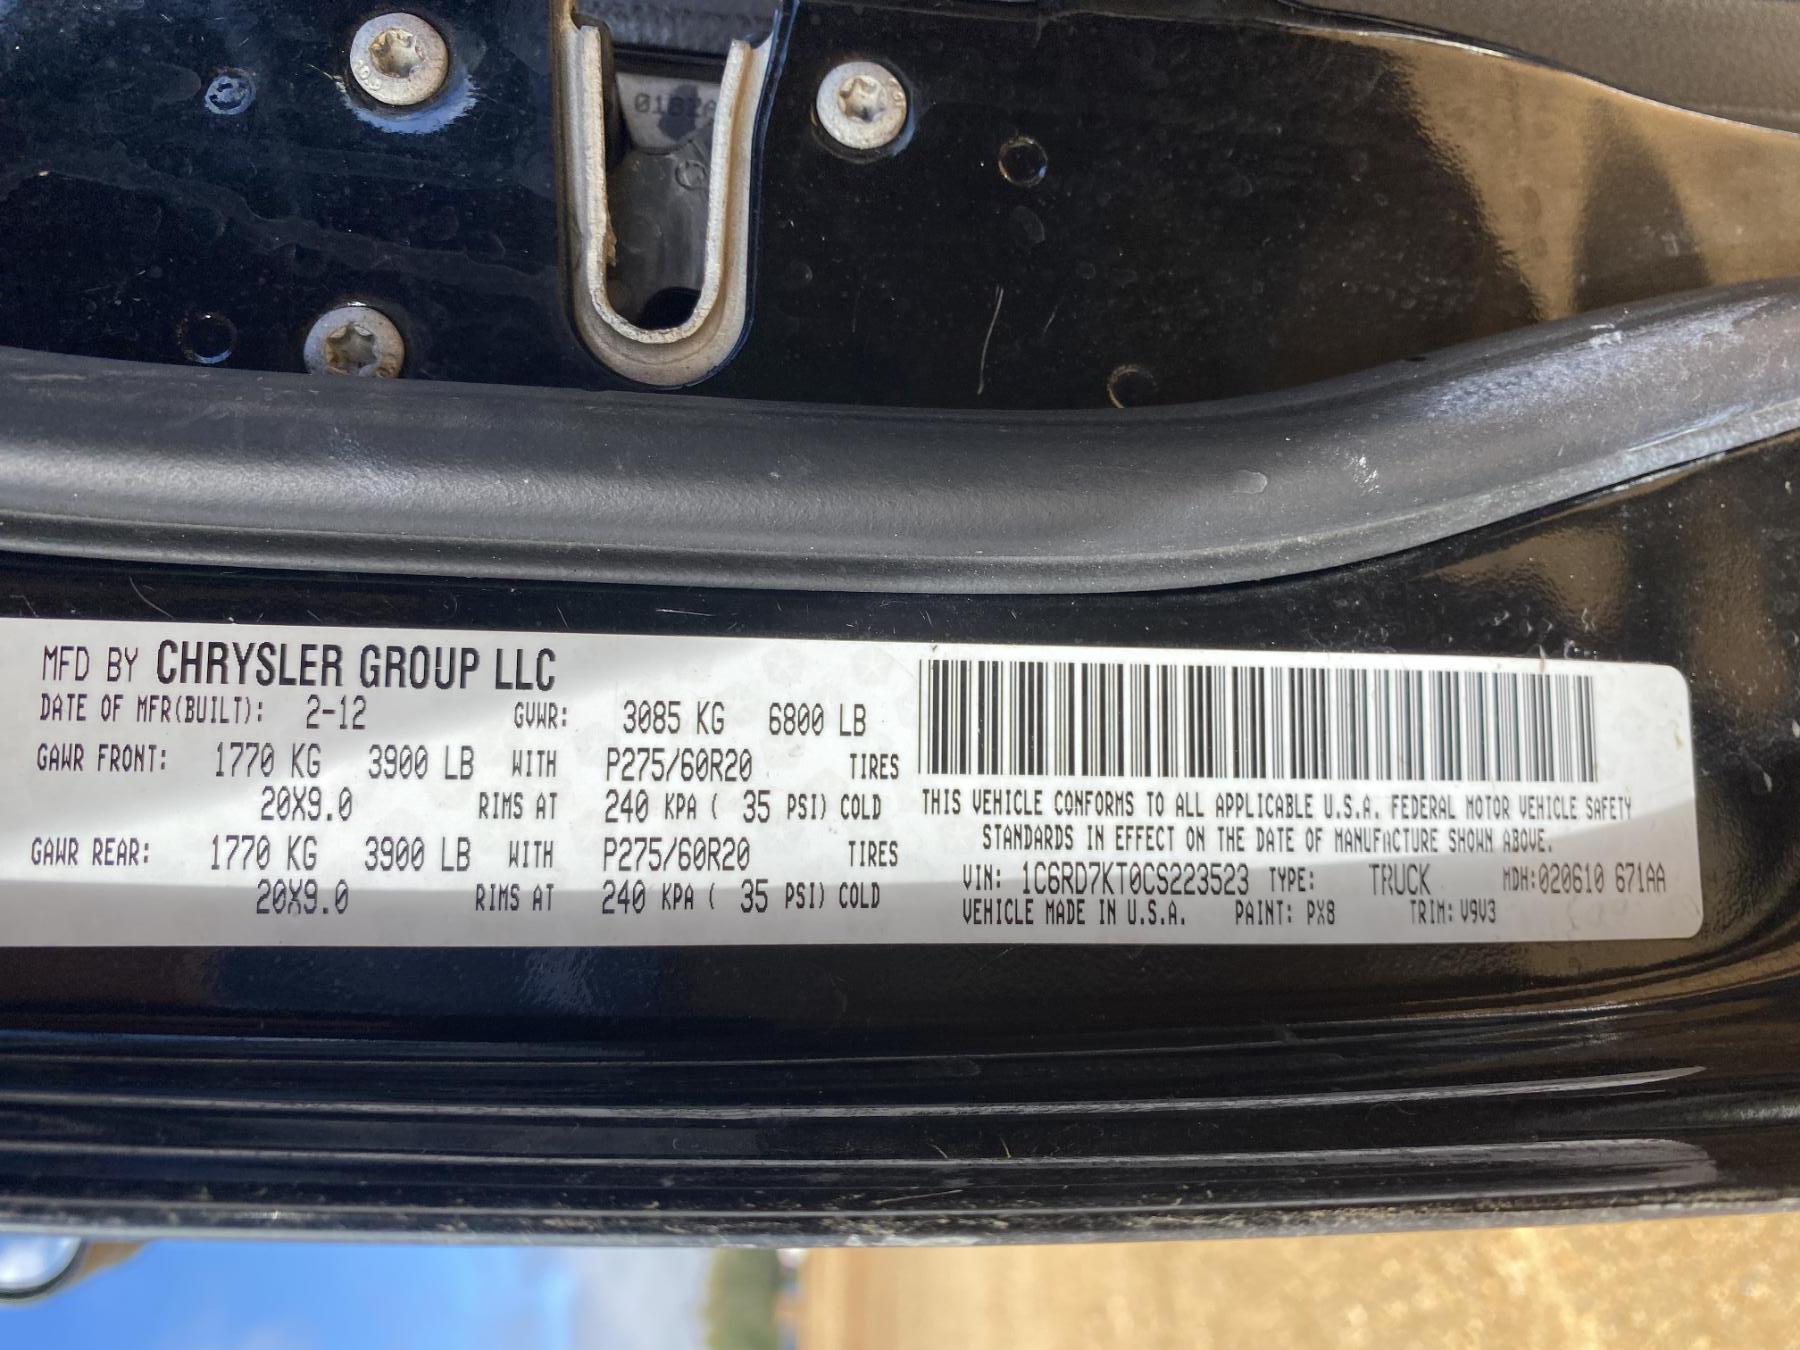 01B2A
MFD BY CHRYSLER GROUP LLC
DATE OF MFR(BUILT): 2-12 GVWR: 3085 KG 6800 LB
GAWR FRONT: 1770 KG 3900 LB WITH P275/60R20 TIRES
20X9.0 RIMS AT 240 KPA ( 35 PSI) COLD
GAWR REAR: 1770 KG 3900 LB WITH P275/60R20 TIRES
20X9.0 RIMS AT 240 KPA ( 35 PSI) COLD
THIS VEHICLE CONFORMS TO ALL APPLICABLE U.S.A. FEDERAL MOTOR VEHICLE SAFETY
STANDARDS IN EFFECT ON THE DATE OF MANUFACTURE SHOWN ABOVE.
VIN: 1C6RD7KT0CS223523 TYPE: TRUCK MDH:020610 671AA
VEHICLE MADE IN U.S.A. PAINT: PX8 TRIM: V9V3